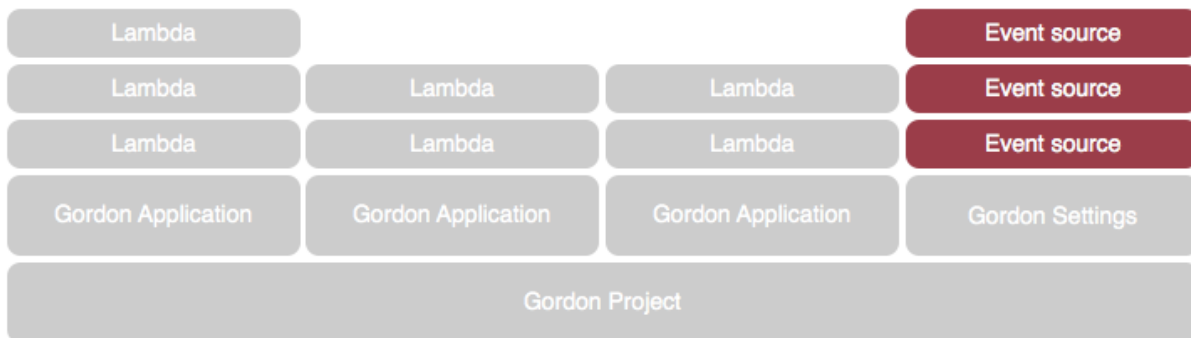 Lambda
Event source
Lambda
Lambda
Lambda
Event source
Lambda
Lambda
Lambda
Event source
Gordon Application
Gordon Application
Gordon Application
Gordon Settings
Gordon Project